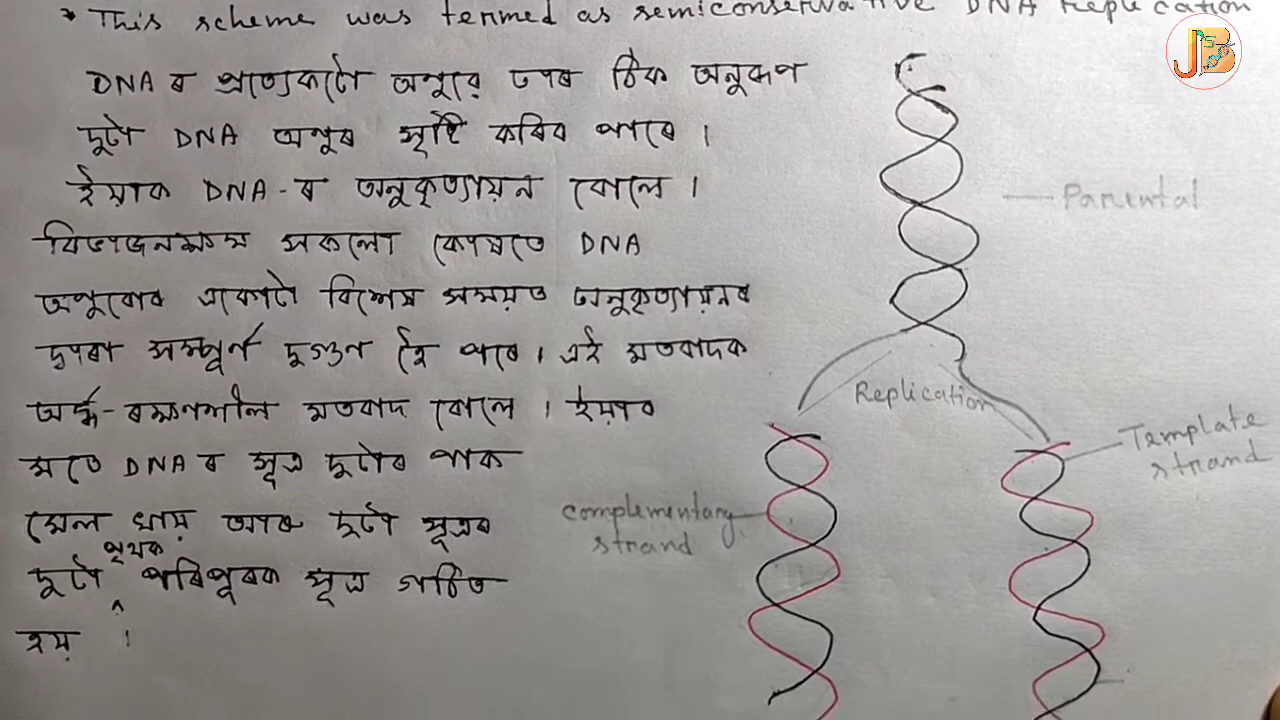 * This scheme was termed as semiconservative DNA Replication
DNA ৰ প্ৰত্যেকটো অণুৱে তাৰ ঠিক অনুৰূপ
দুটা DNA অণুৰ সৃষ্টি কৰিব পাৰে ।
ইয়াক DNA-ৰ অনুকৃত্যায়ন বোলে ।
বিভাজনক্ষম সকলো কোষতে DNA
অণুবোৰ একোটা বিশেষ সময়ত অনুকৃত্যায়নৰ
দ্বাৰা সম্পূৰ্ণ দুগুণ হৈ পৰে । এই মতবাদক
অৰ্দ্ধ-ৰক্ষণশীল মতবাদ বোলে । ইয়াৰ
মতে DNA ৰ সূত্ৰ দুটাৰ পাক
মেল খায় আৰু দুটা সূত্ৰৰ
পৃথক
দুটা ^ পৰিপূৰক সূত্ৰ গঠিত
হয় ।
Parental
Replication
Template
strand
complementary
strand
JB